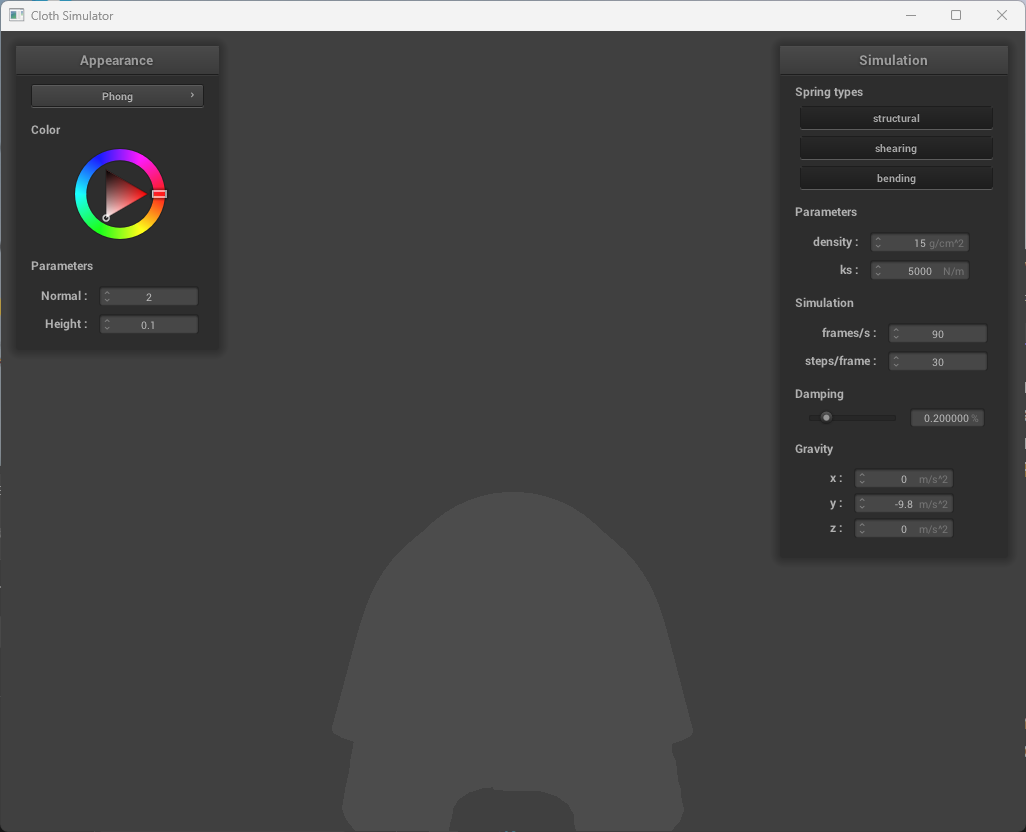 Cloth Simulator
Appearance
Phong
Color
Parameters
Normal : 2
Height : 0.1
Simulation
Spring types
structural
shearing
bending
Parameters
density : 15 g/cm^2
ks : 5000 N/m
Simulation
frames/s : 90
steps/frame : 30
Damping
0.200000 %
Gravity
x : 0 m/s^2
y : -9.8 m/s^2
z : 0 m/s^2